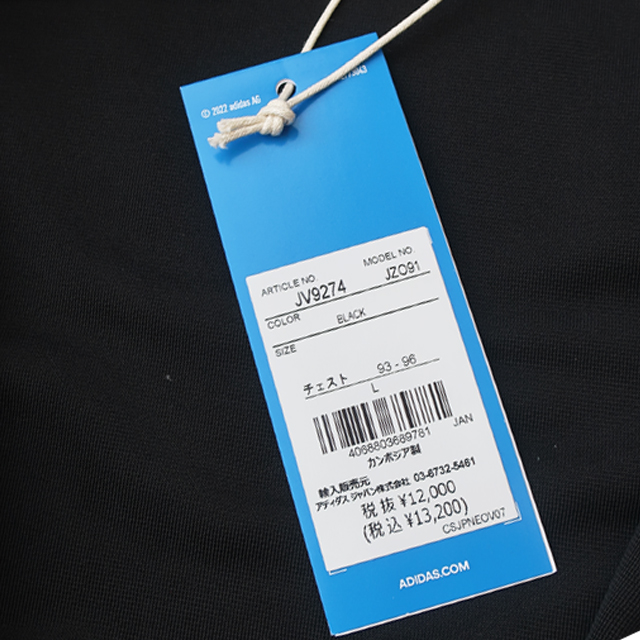 © 2022 adidas AG
ARTICLE NO. MODEL NO.
JV9274 JZO91
COLOR BLACK
SIZE
チェスト 93 - 96
L
4068803689781 JAN
カンボジア製
輸入販売元
アディダス ジャパン株式会社 03-6732-5461
税抜 ¥12,000
(税込 ¥13,200)
CSJPNEOV07
ADIDAS.COM